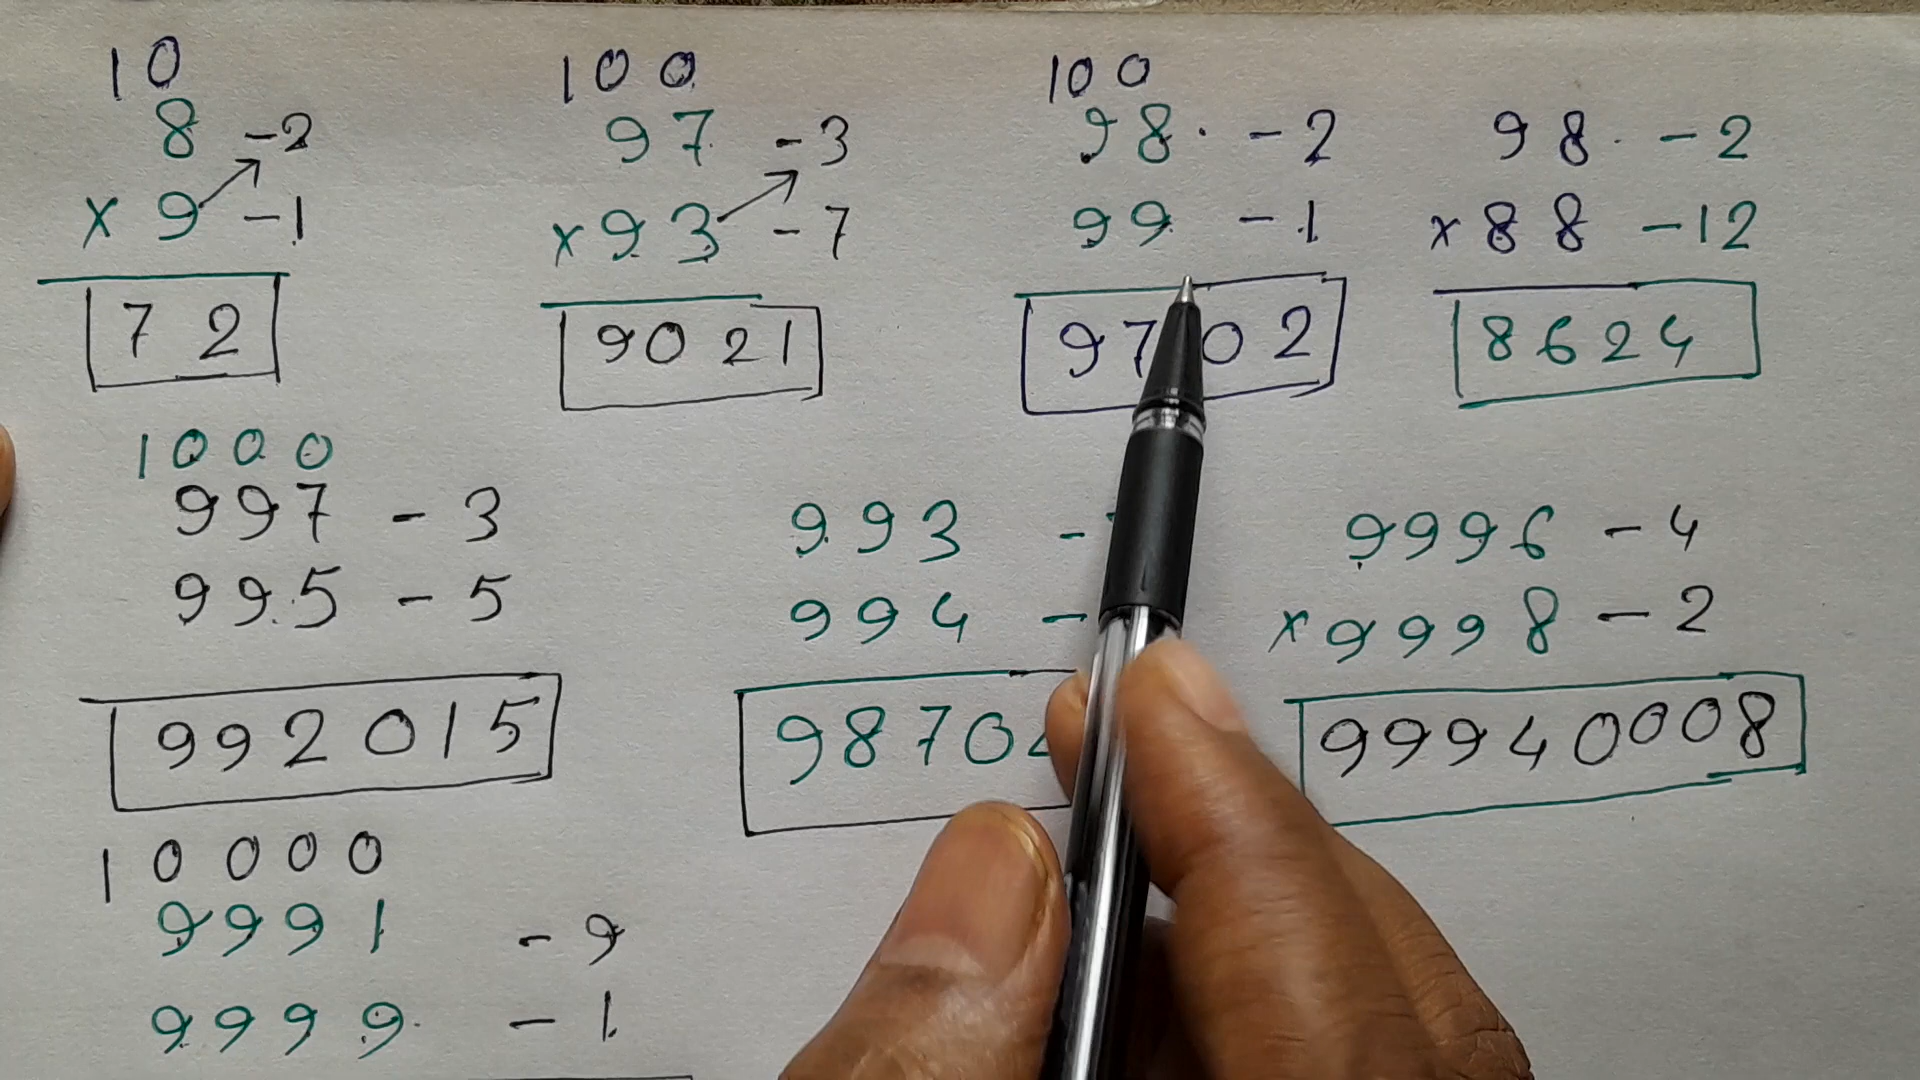 10
8 -2
x 9 -1
72
100
97 -3
x 93 -7
9021
100
98 -2
99 -1
9702
98 -2
x 88 -12
8624
1000
997 - 3
995 - 5
992015
993 -
994 -
9870
9996 - 4
x 9998 - 2
99940008
10000
9991 - 9
9999 - 1